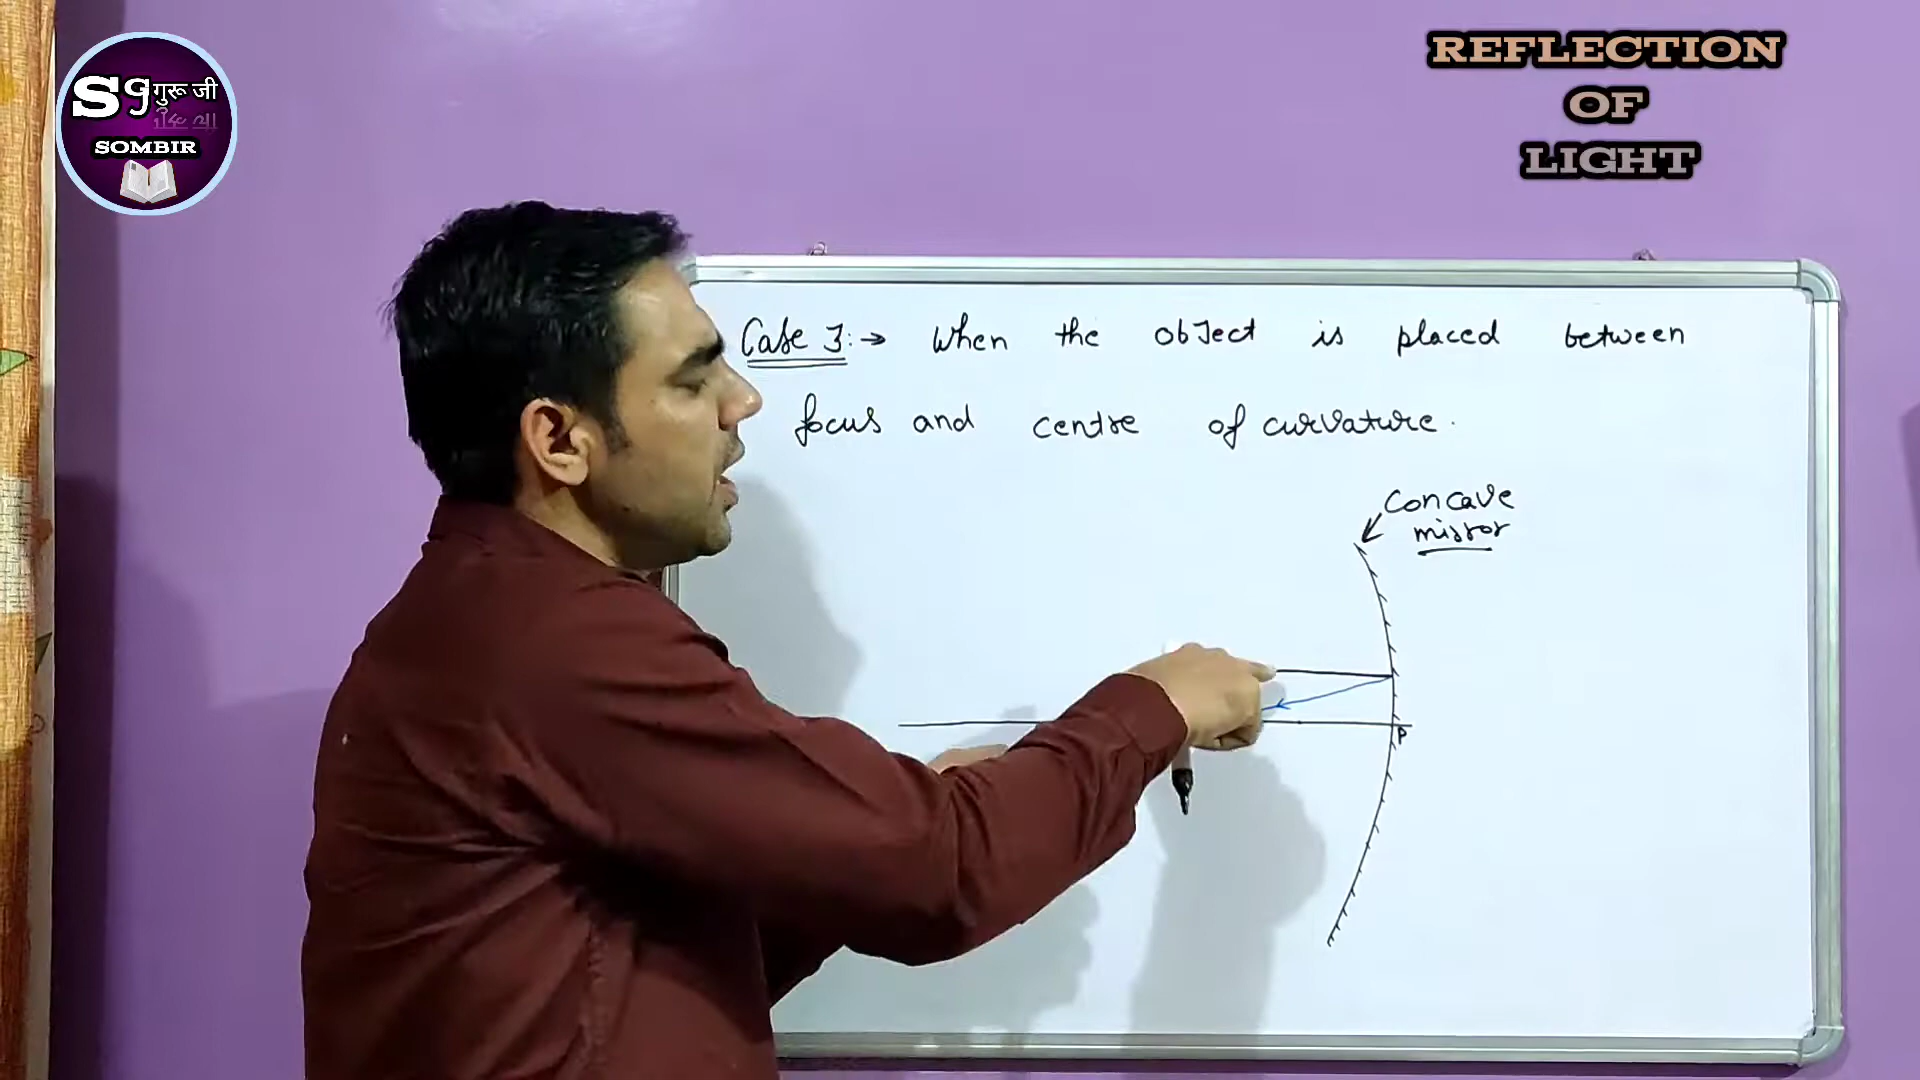 Sg गुरू जी
SOMBIR
REFLECTION
OF
LIGHT
Case 3:→ When the object is placed between
focus and centre of curvature.
Concave
mirror
P